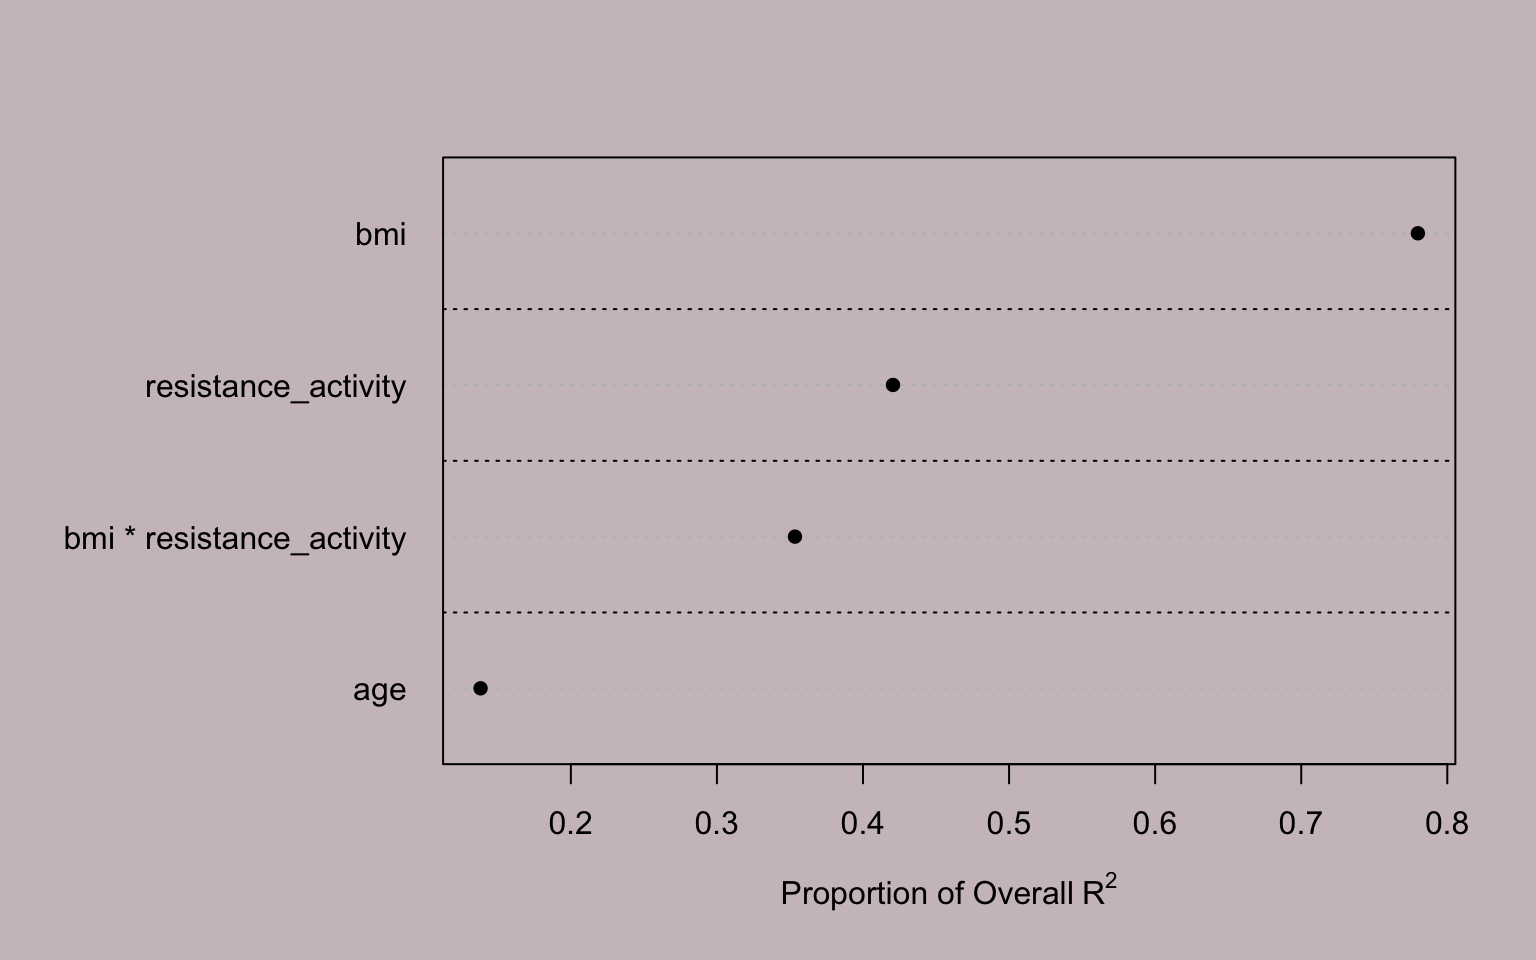 bmi
resistance_activity
bmi * resistance_activity
age
0.2 0.3 0.4 0.5 0.6 0.7 0.8
Proportion of Overall R²